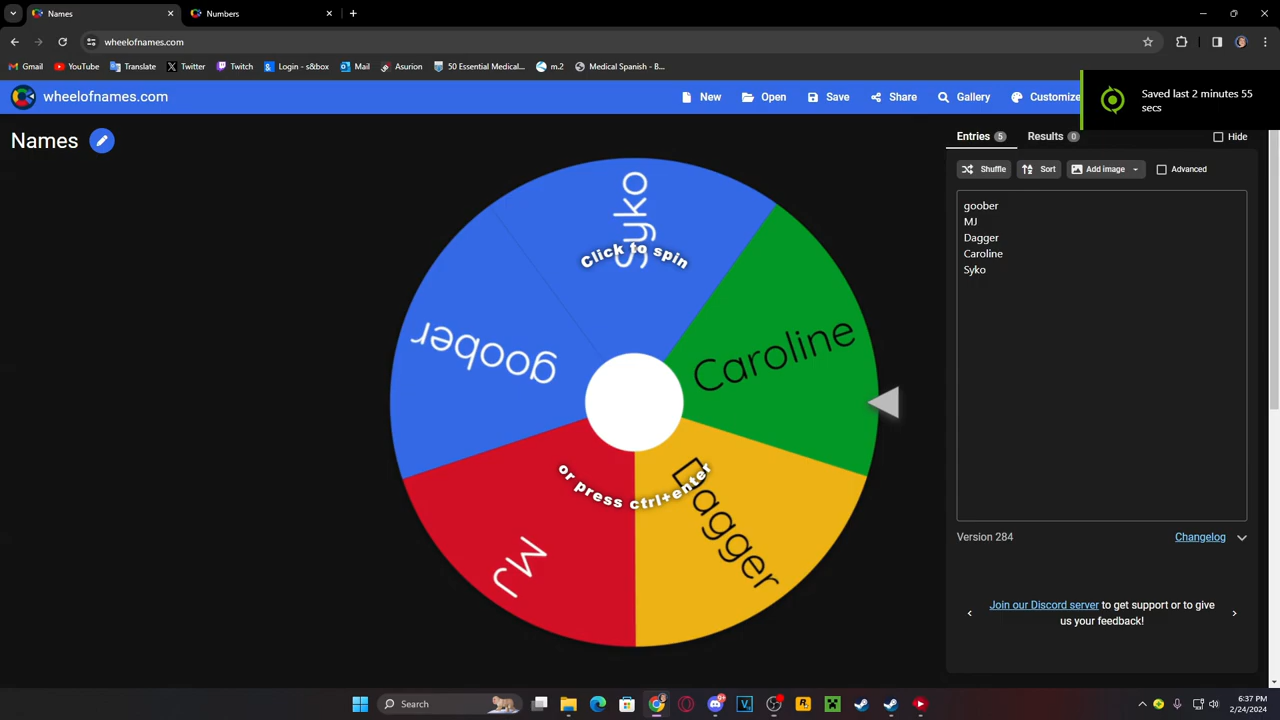 Names
Numbers
wheelofnames.com
Gmail
YouTube
Translate
Twitter
Twitch
Login - s&box
Mail
Asurion
50 Essential Medical...
m.2
Medical Spanish - B...
wheelofnames.com
New
Open
Save
Share
Gallery
Customize
Saved last 2 minutes 55
secs
Names
Entries 5
Results 0
Hide
Shuffle
Sort
Add image
Advanced
goober
MJ
Dagger
Caroline
Syko
Syko
Caroline
Dagger
MJ
goober
Click to spin
or press ctrl+enter
Version 284
Changelog
Join our Discord server to get support or to give
us your feedback!
Search
6:37 PM
2/24/2024